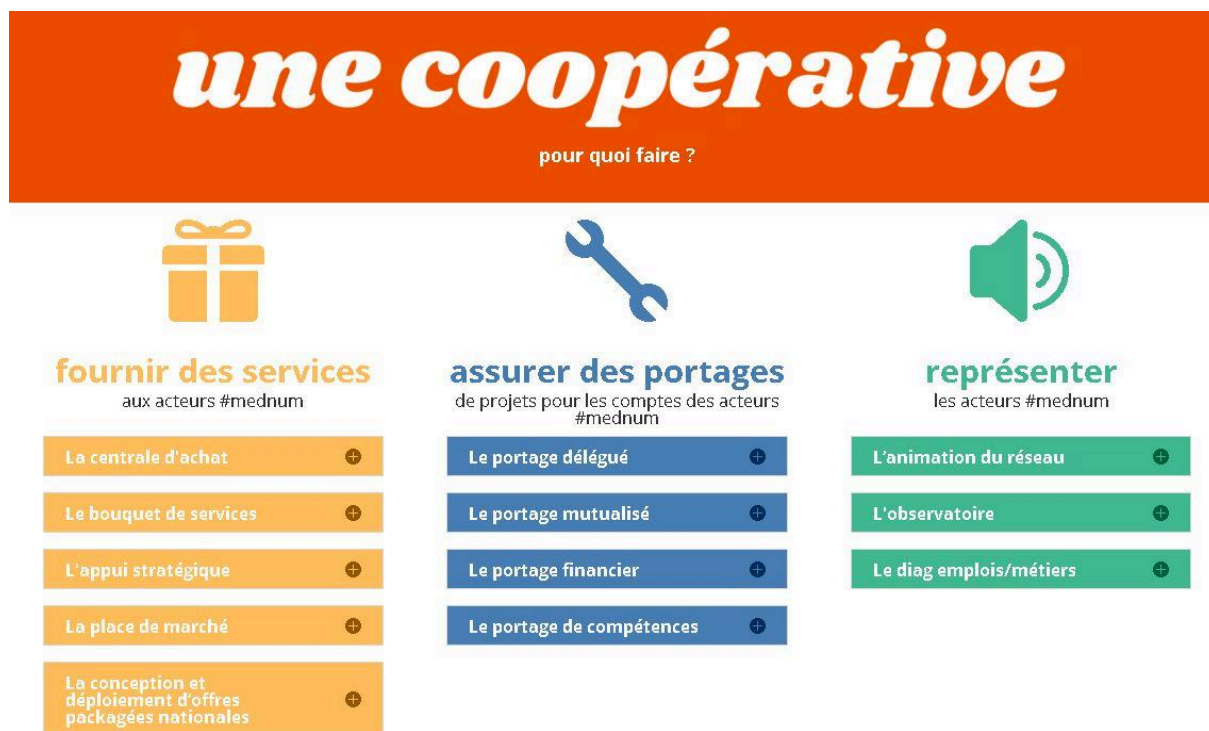 une coopérative
pour quoi faire ?
fournir des services
aux acteurs #mednum
La centrale d'achat
Le bouquet de services
L'appui stratégique
La place de marché
La conception et
déploiement d'offres
packagées nationales
assurer des portages
de projets pour les comptes des acteurs
#mednum
Le portage délégué
Le portage mutualisé
Le portage financier
Le portage de compétences
représenter
les acteurs #mednum
L'animation du réseau
L'observatoire
Le diag emplois/métiers